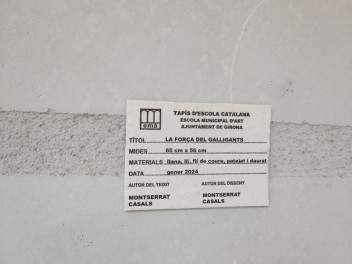 ema
TAPÍS D'ESCOLA CATALANA
ESCOLA MUNICIPAL D'ART
AJUNTAMENT DE GIRONA
TÍTOL LA FORÇA DEL GALLIGANTS
MIDES 65 cm x 56 cm
MATERIALS llana, lli, fil de coure, patejat i daurat
DATA gener 2024
AUTOR DEL TEIXIT AUTOR DEL DISSENY
MONTSERRAT CASALS MONTSERRAT CASALS